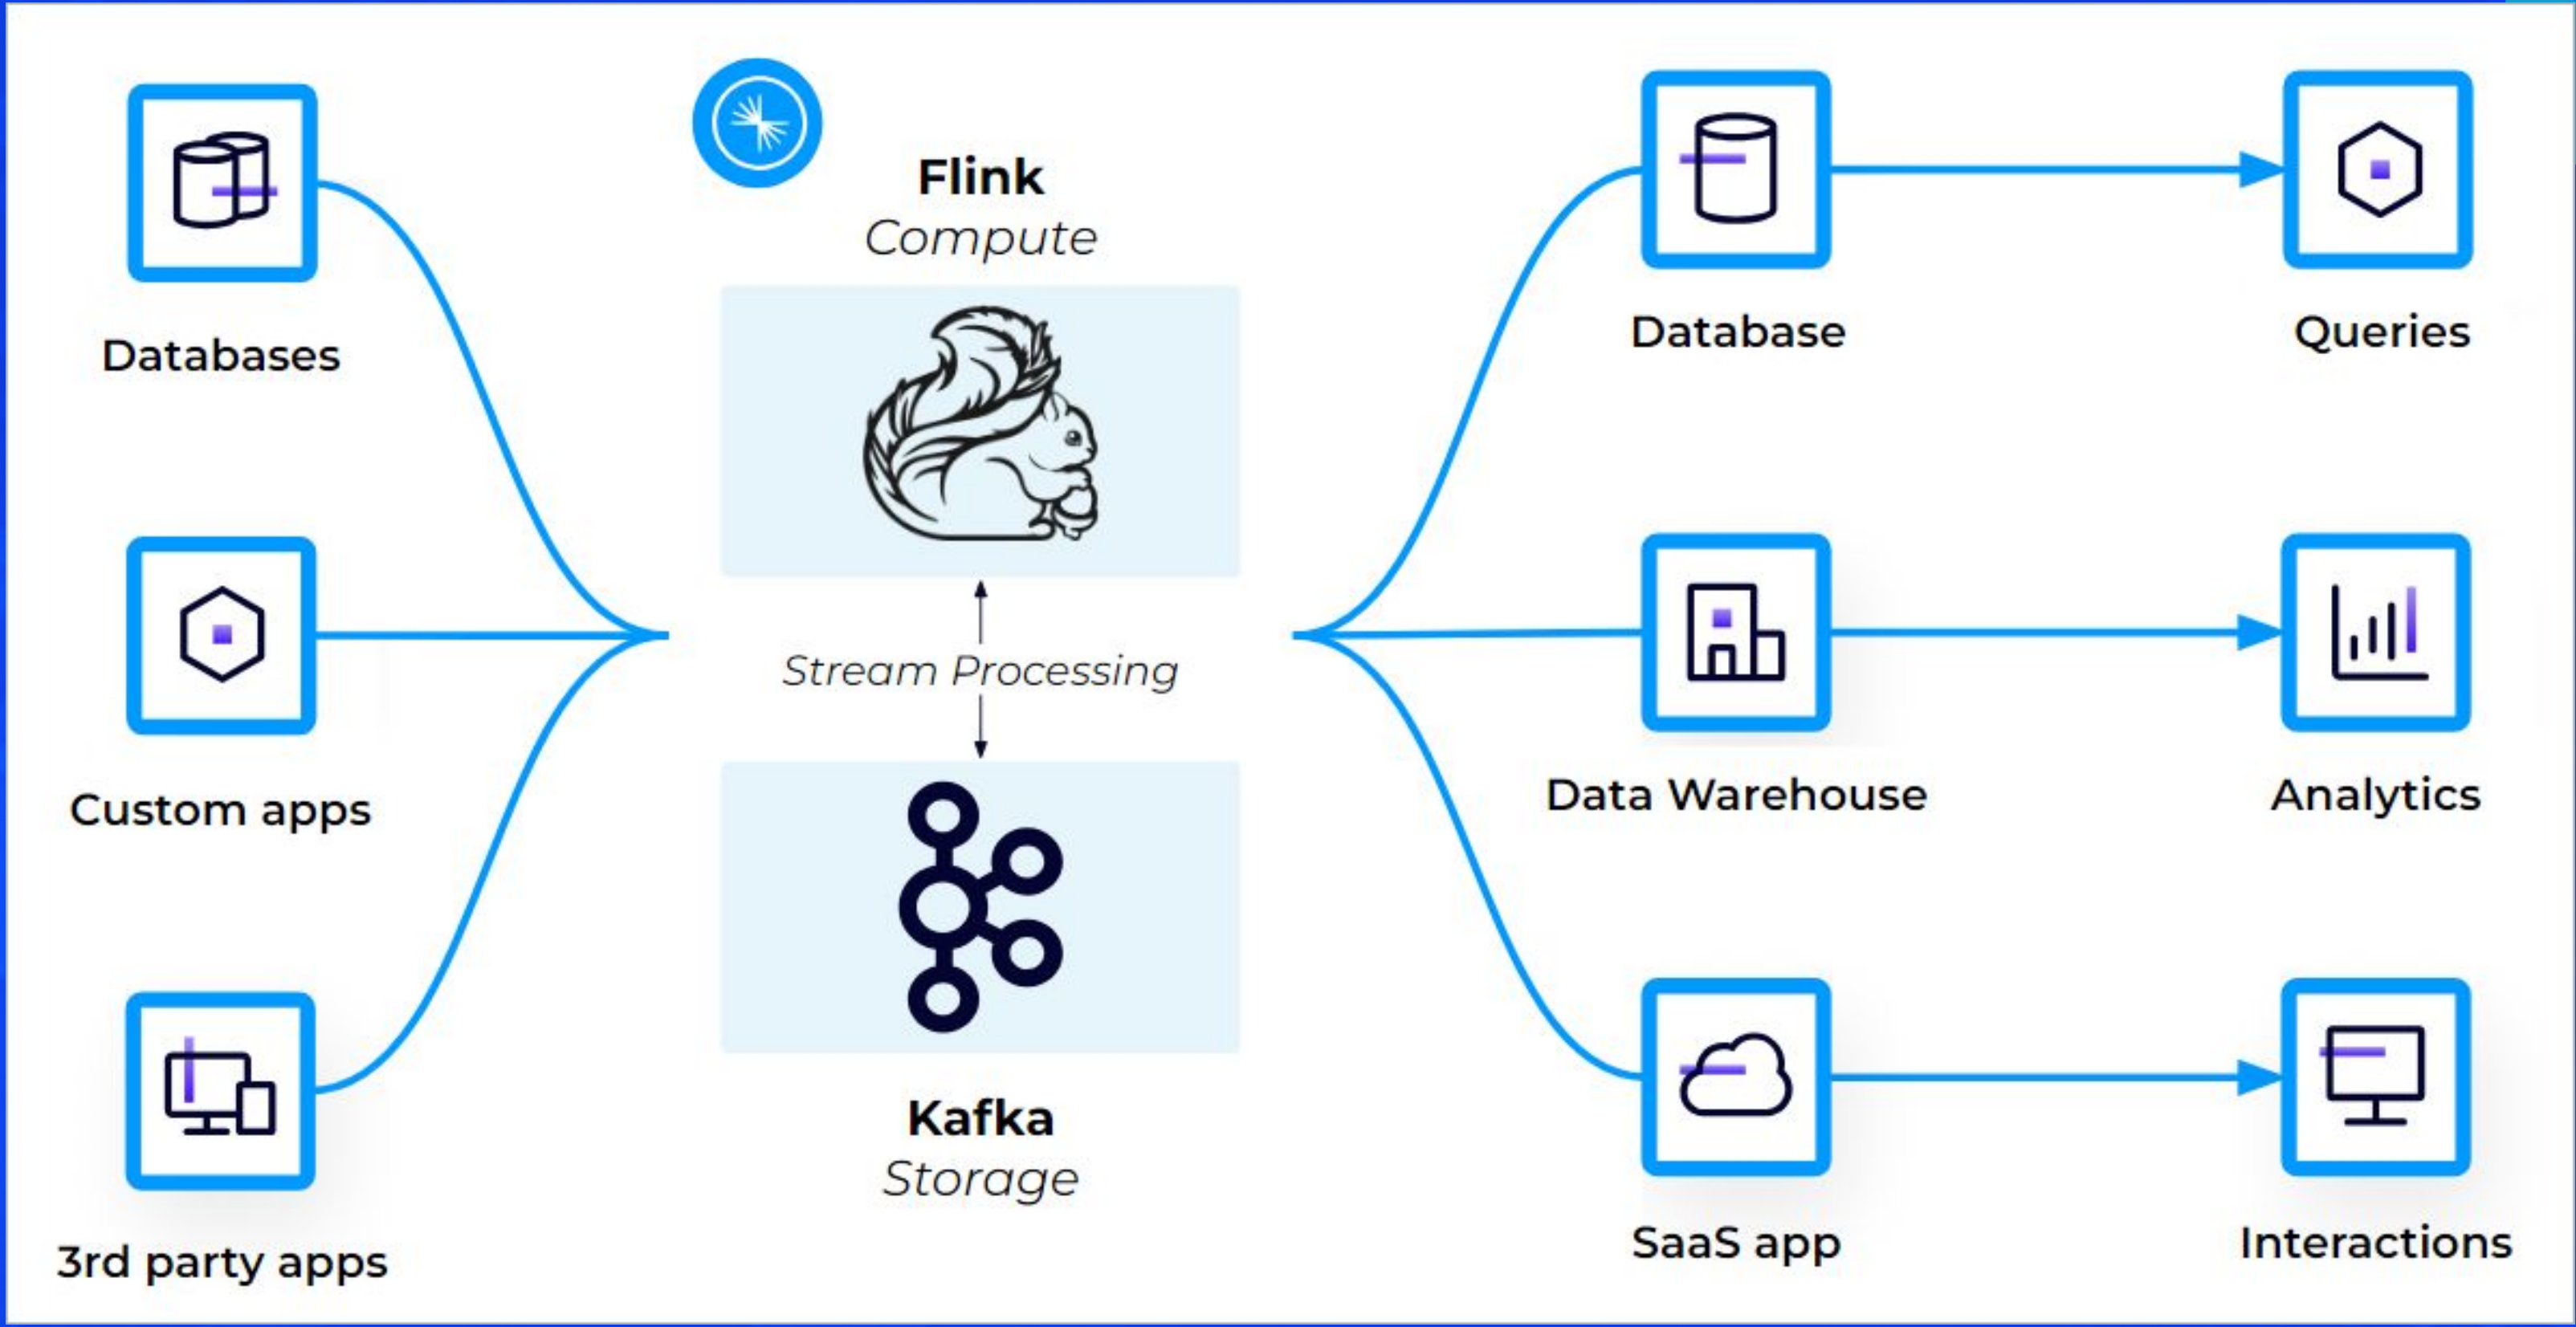 Databases
Custom apps
3rd party apps
Flink
Compute
Stream Processing
Kafka
Storage
Database
Data Warehouse
SaaS app
Queries
Analytics
Interactions